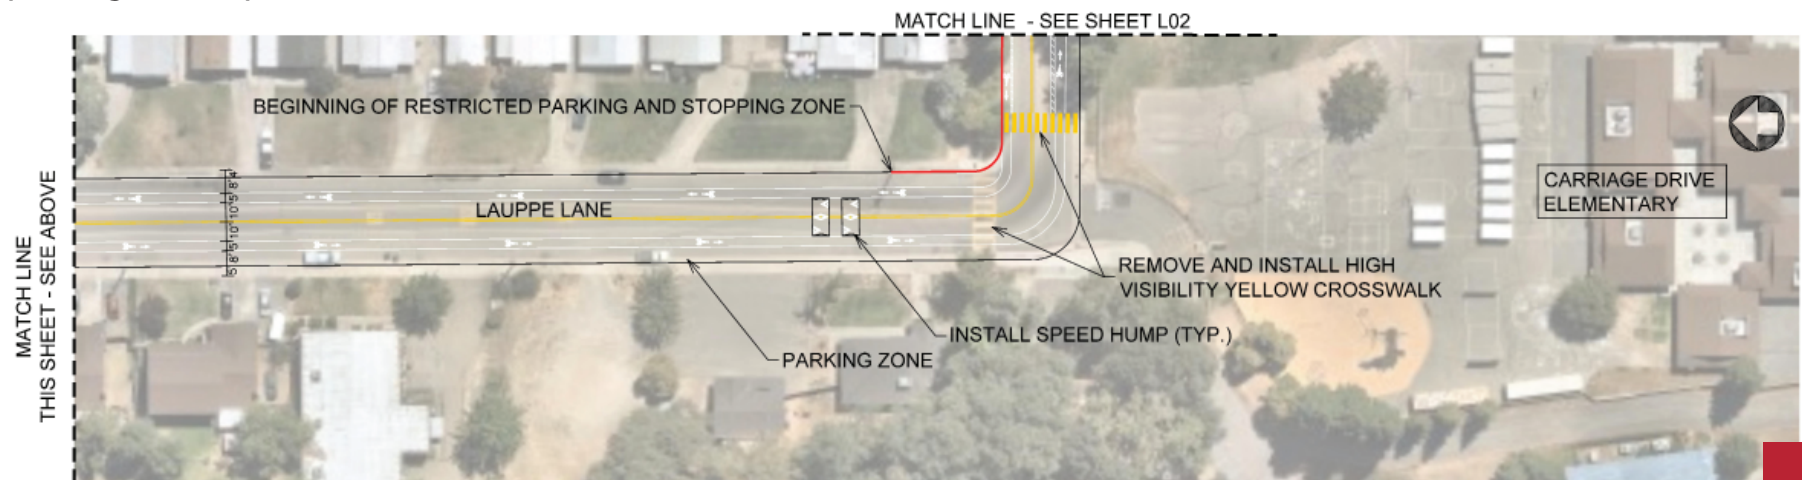 MATCH LINE - SEE SHEET L02
BEGINNING OF RESTRICTED PARKING AND STOPPING ZONE
LAUPPE LANE
CARRIAGE DRIVE
ELEMENTARY
REMOVE AND INSTALL HIGH
VISIBILITY YELLOW CROSSWALK
INSTALL SPEED HUMP (TYP.)
PARKING ZONE
MATCH LINE
THIS SHEET - SEE ABOVE